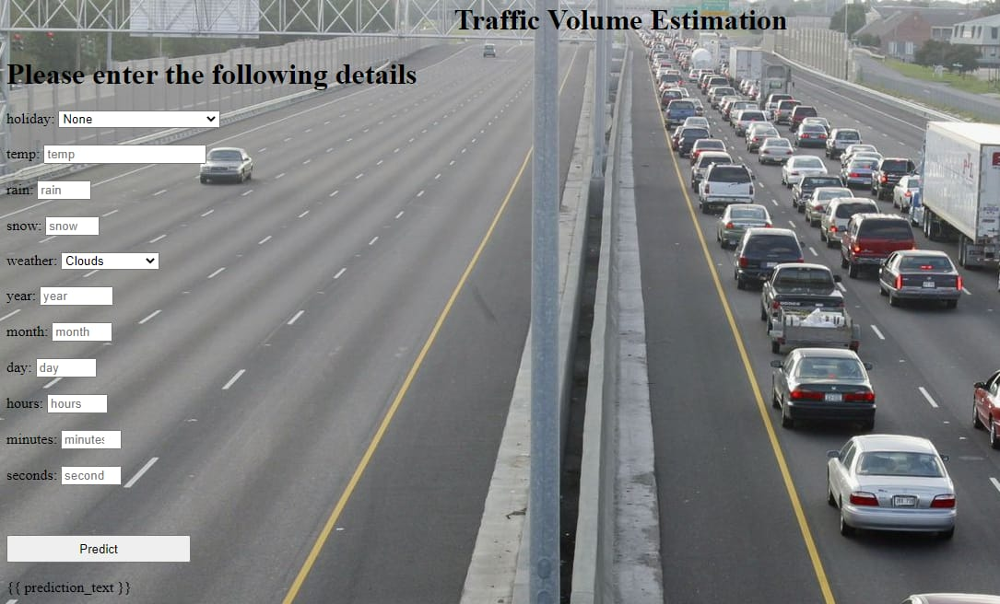 Traffic Volume Estimation
Please enter the following details
holiday: None
temp: temp
rain: rain
snow: snow
weather: Clouds
year: year
month: month
day: day
hours: hours
minutes: minutes
seconds: second
Predict
{{ prediction_text }}